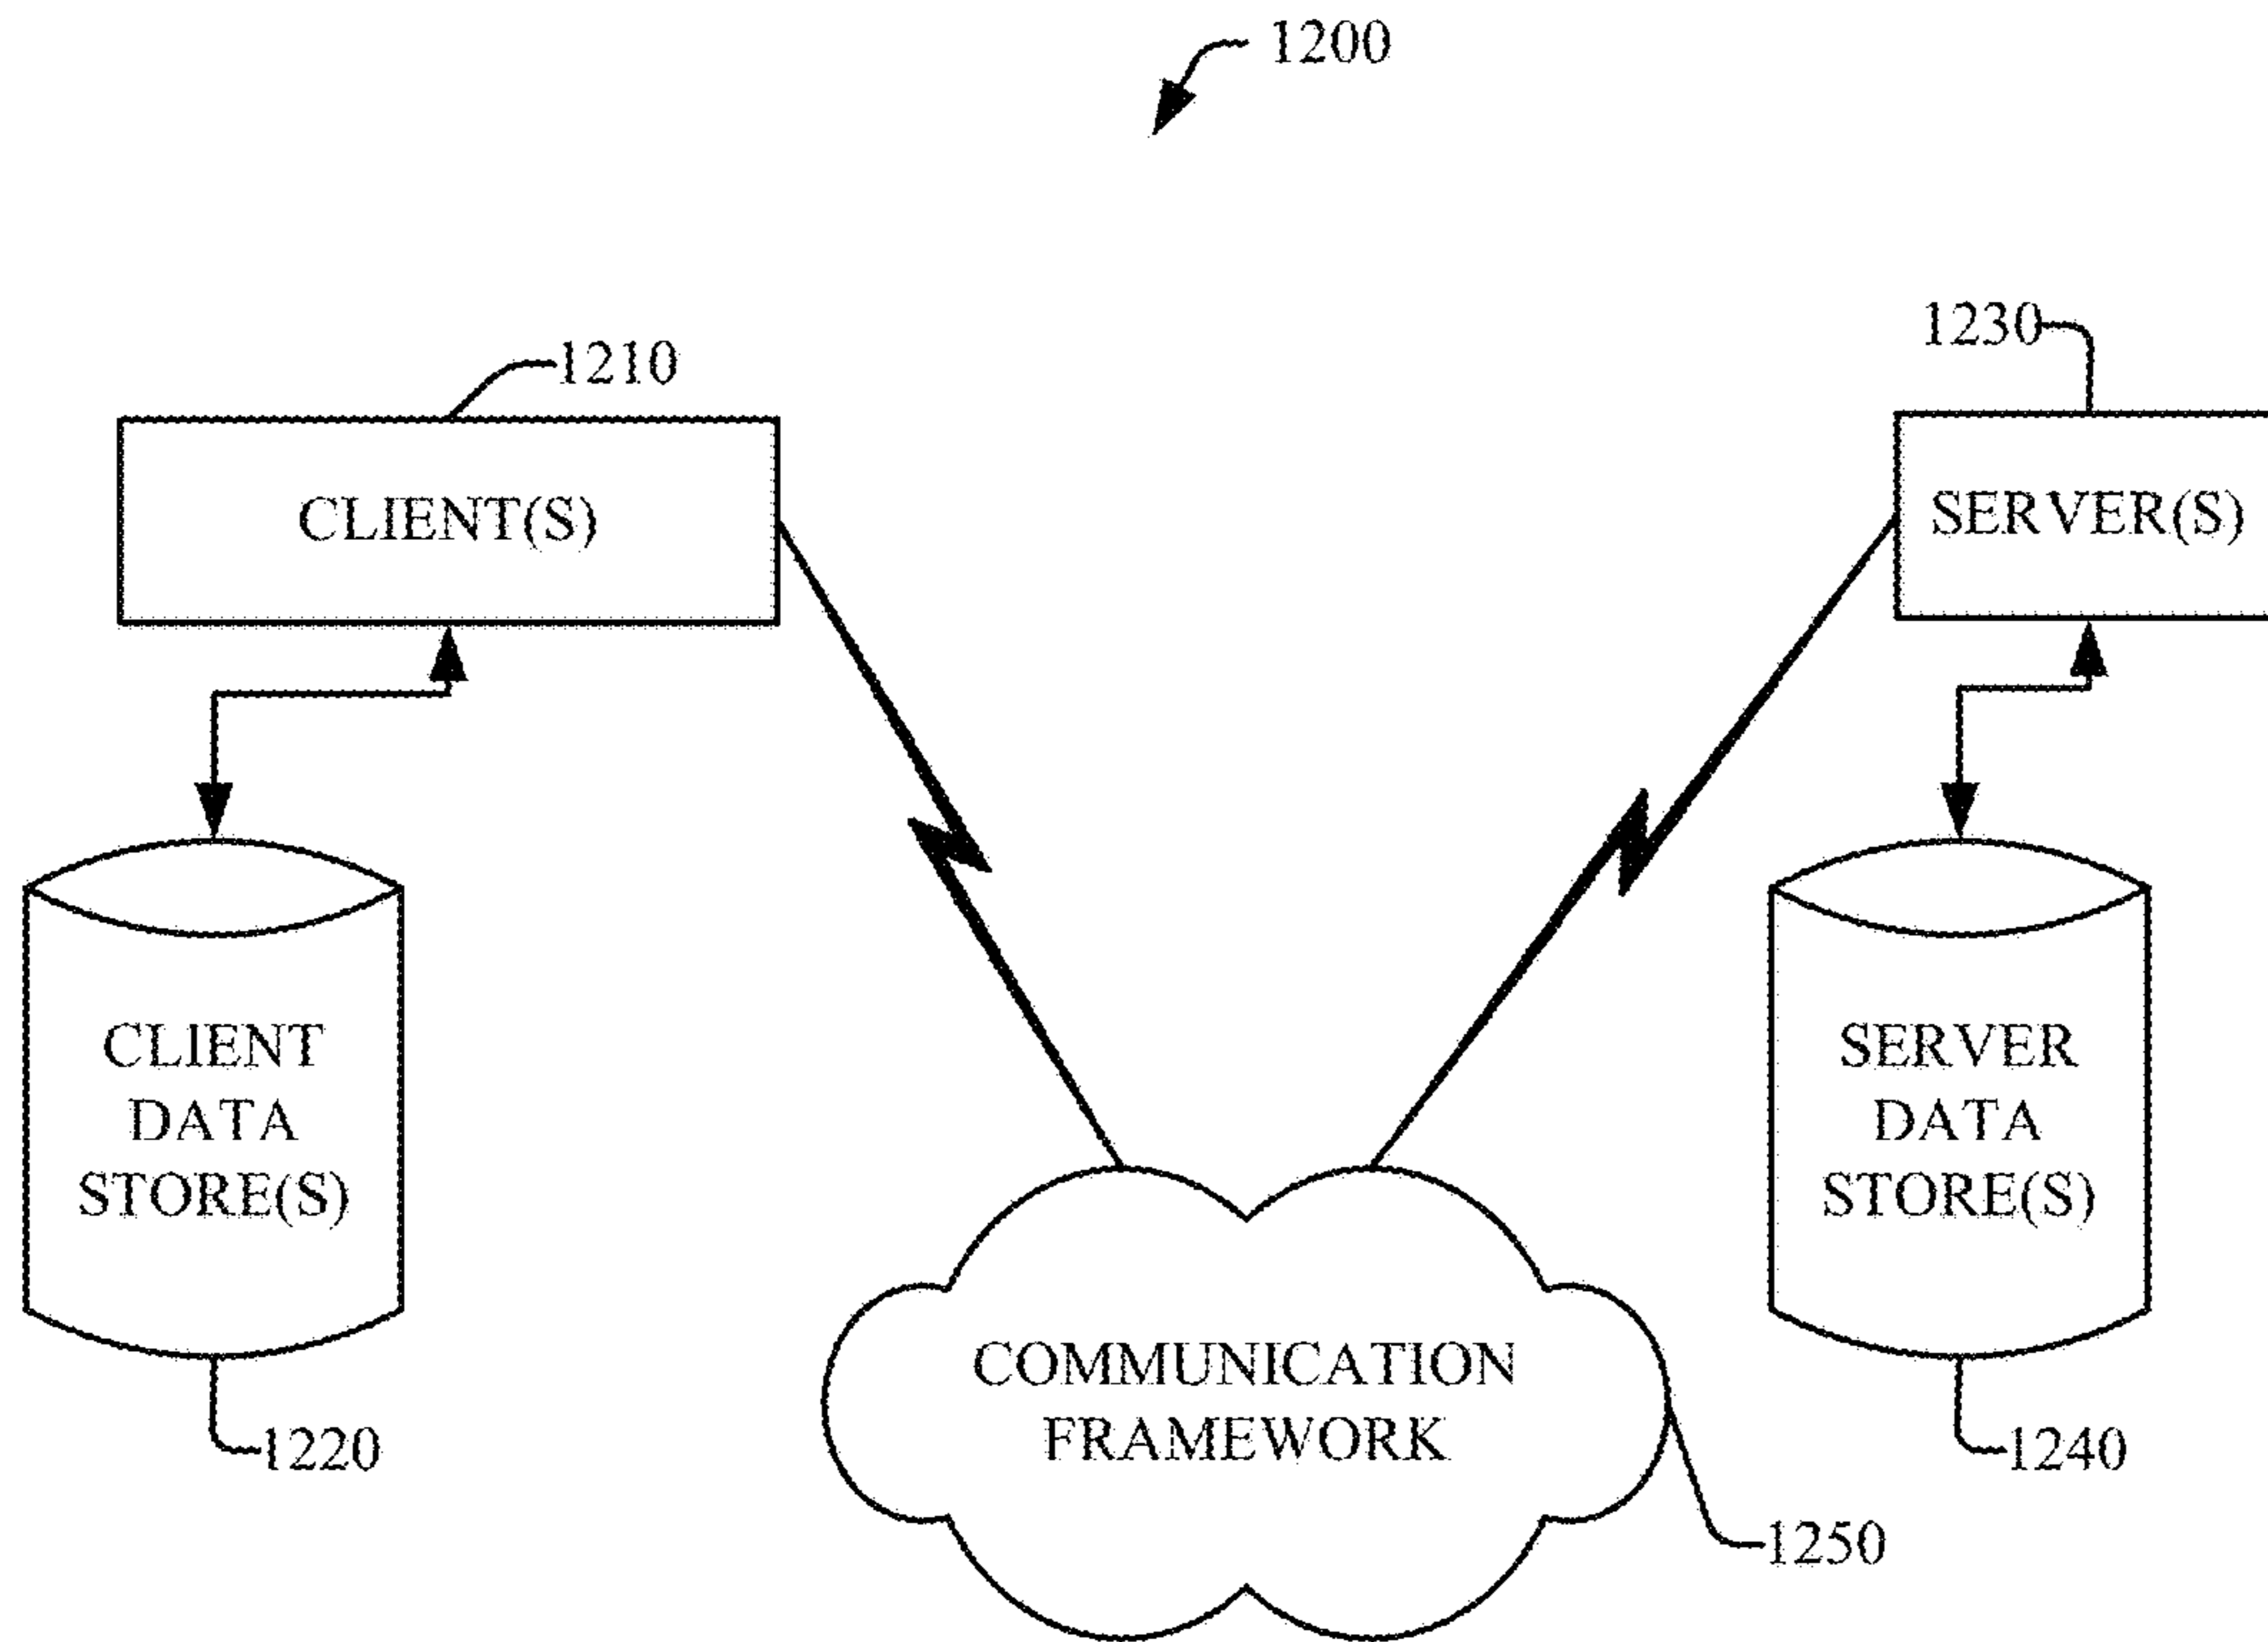 1200
1230
1210
CLIENT(S)
SERVER(S)
CLIENT
DATA
STORE(S)
SERVER
DATA
STORE(S)
COMMUNICATION
FRAMEWORK
1220
1240
1250